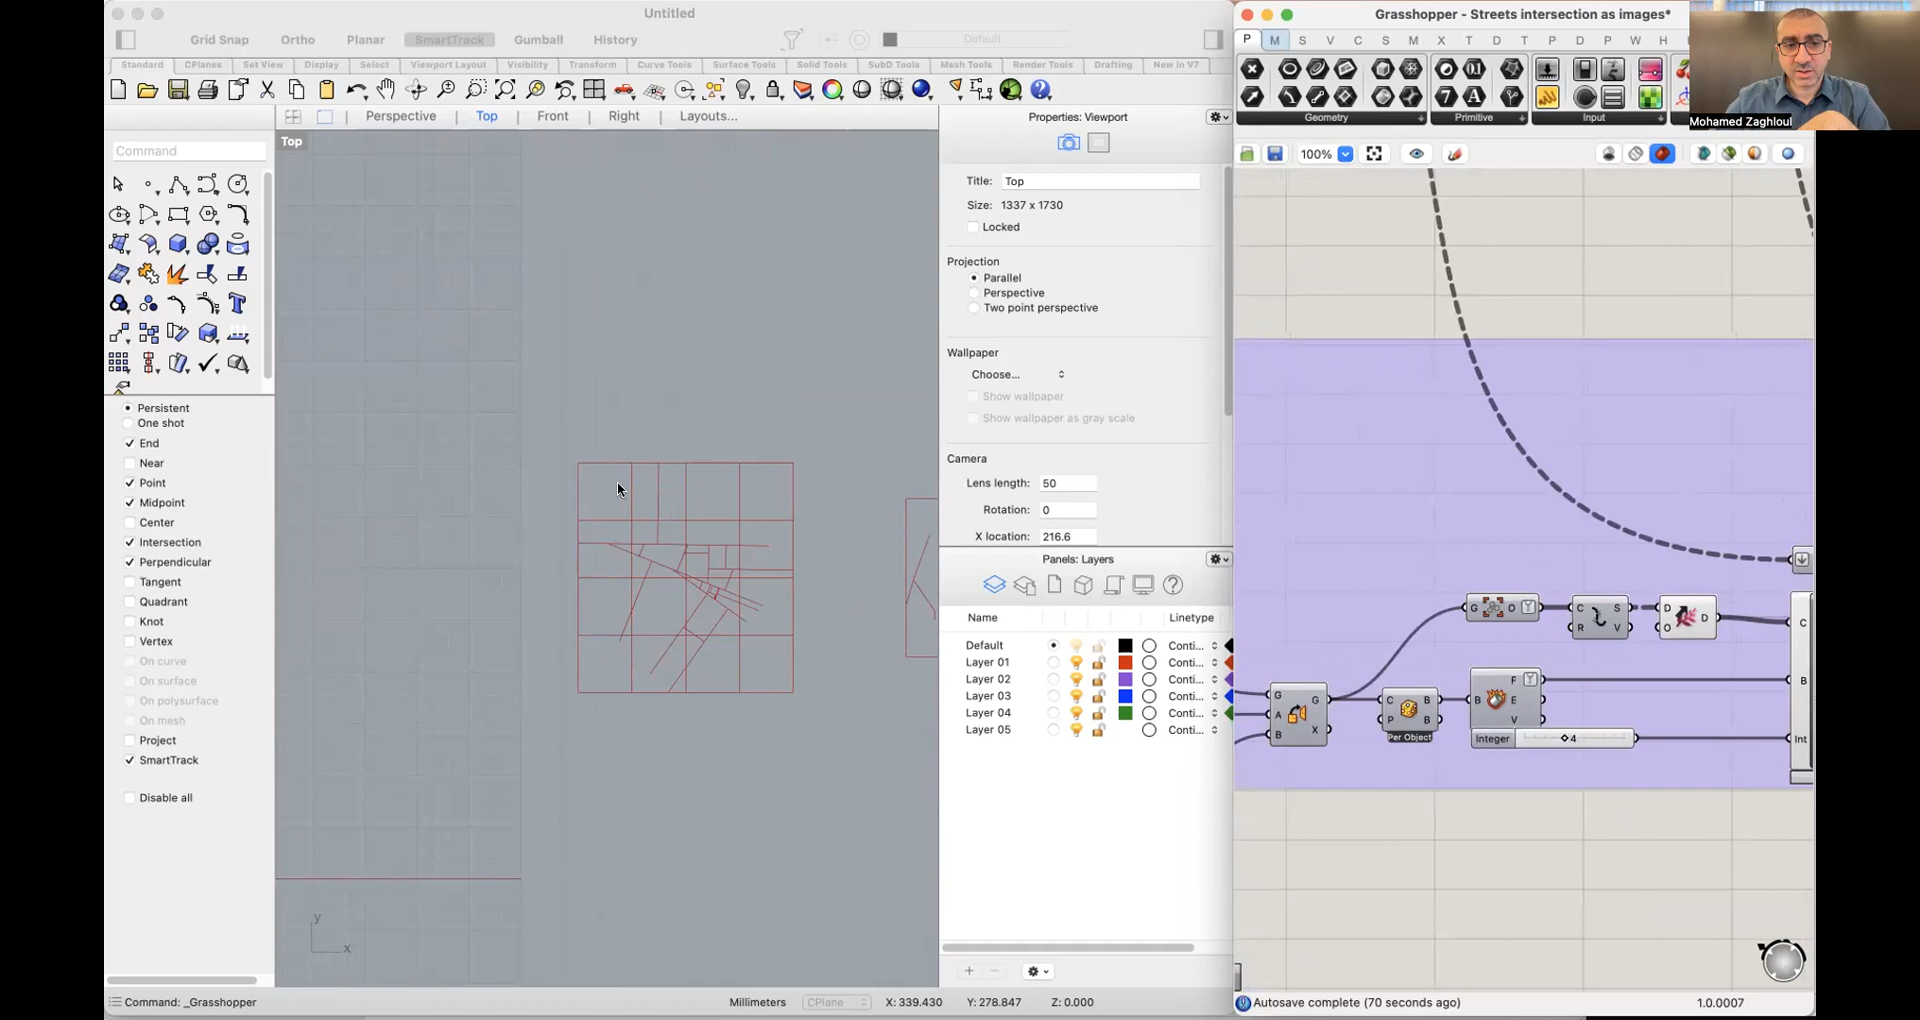 Untitled
Grasshopper - Streets intersection as images*
Grid Snap Ortho Planar SmartTrack Gumball History Default
P M S V C S M X T D T P D P W H
Standard CPlanes Set View Display Select Viewport Layout Visibility Transform Curve Tools Surface Tools Solid Tools SubD Tools Mesh Tools Render Tools Drafting New in V7
Geometry Primitive Input
Mohamed Zaghloul
Perspective Top Front Right Layouts...
Properties: Viewport
Command
Top
100%
Title: Top
Size: 1337 x 1730
Locked
Projection
Parallel
Perspective
Two point perspective
Wallpaper
Choose...
Show wallpaper
Show wallpaper as gray scale
Camera
Lens length: 50
Rotation: 0
X location: 216.6
Persistent
One shot
End
Near
Point
Midpoint
Center
Intersection
Perpendicular
Tangent
Quadrant
Knot
Vertex
On curve
On surface
On polysurface
On mesh
Project
SmartTrack
Disable all
Panels: Layers
Name Linetype
Default Conti...
Layer 01 Conti...
Layer 02 Conti...
Layer 03 Conti...
Layer 04 Conti...
Layer 05 Conti...
G O C S D D C
R V O
G G C B B F B
A P B E
B X V
Per Object
Integer 4 Int
y
x
Command: _Grasshopper
Millimeters CPlane X: 339.430 Y: 278.847 Z: 0.000
Autosave complete (70 seconds ago) 1.0.0007